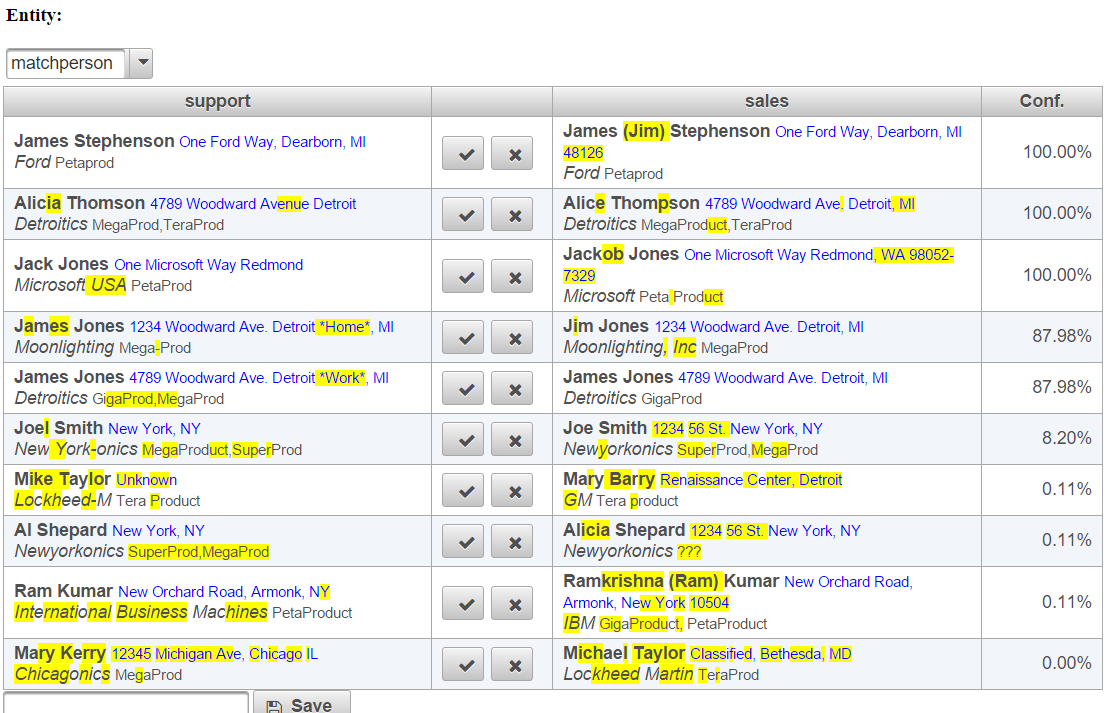 Entity:
matchperson
support sales Conf.
James Stephenson One Ford Way, Dearborn, MI
Ford Petaprod
James (Jim) Stephenson One Ford Way, Dearborn, MI
48126
Ford Petaprod
100.00%
Alicia Thomson 4789 Woodward Avenue Detroit
Detroitics MegaProd,TeraProd
Alice Thompson 4789 Woodward Ave. Detroit, MI
Detroitics MegaProduct,TeraProd
100.00%
Jack Jones One Microsoft Way Redmond
Microsoft USA PetaProd
Jackob Jones One Microsoft Way Redmond, WA 98052-
7329
Microsoft Peta Product
100.00%
James Jones 1234 Woodward Ave. Detroit *Home*, MI
Moonlighting Mega-Prod
Jim Jones 1234 Woodward Ave. Detroit, MI
Moonlighting, Inc MegaProd
87.98%
James Jones 4789 Woodward Ave. Detroit *Work*, MI
Detroitics GigaProd,MegaProd
James Jones 4789 Woodward Ave. Detroit, MI
Detroitics GigaProd
87.98%
Joel Smith New York, NY
New York-onics MegaProduct,SuperProd
Joe Smith 1234 56 St. New York, NY
Newyorkonics SuperProd,MegaProd
8.20%
Mike Taylor Unknown
Lockheed-M Tera Product
Mary Barry Renaissance Center, Detroit
GM Tera product
0.11%
Al Shepard New York, NY
Newyorkonics SuperProd,MegaProd
Alicia Shepard 1234 56 St. New York, NY
Newyorkonics ???
0.11%
Ram Kumar New Orchard Road, Armonk, NY
International Business Machines PetaProduct
Ramkrishna (Ram) Kumar New Orchard Road,
Armonk, New York 10504
IBM GigaProduct, PetaProduct
0.11%
Mary Kerry 12345 Michigan Ave, Chicago IL
Chicagonics MegaProd
Michael Taylor Classified, Bethesda, MD
Lockheed Martin TeraProd
0.00%
Save